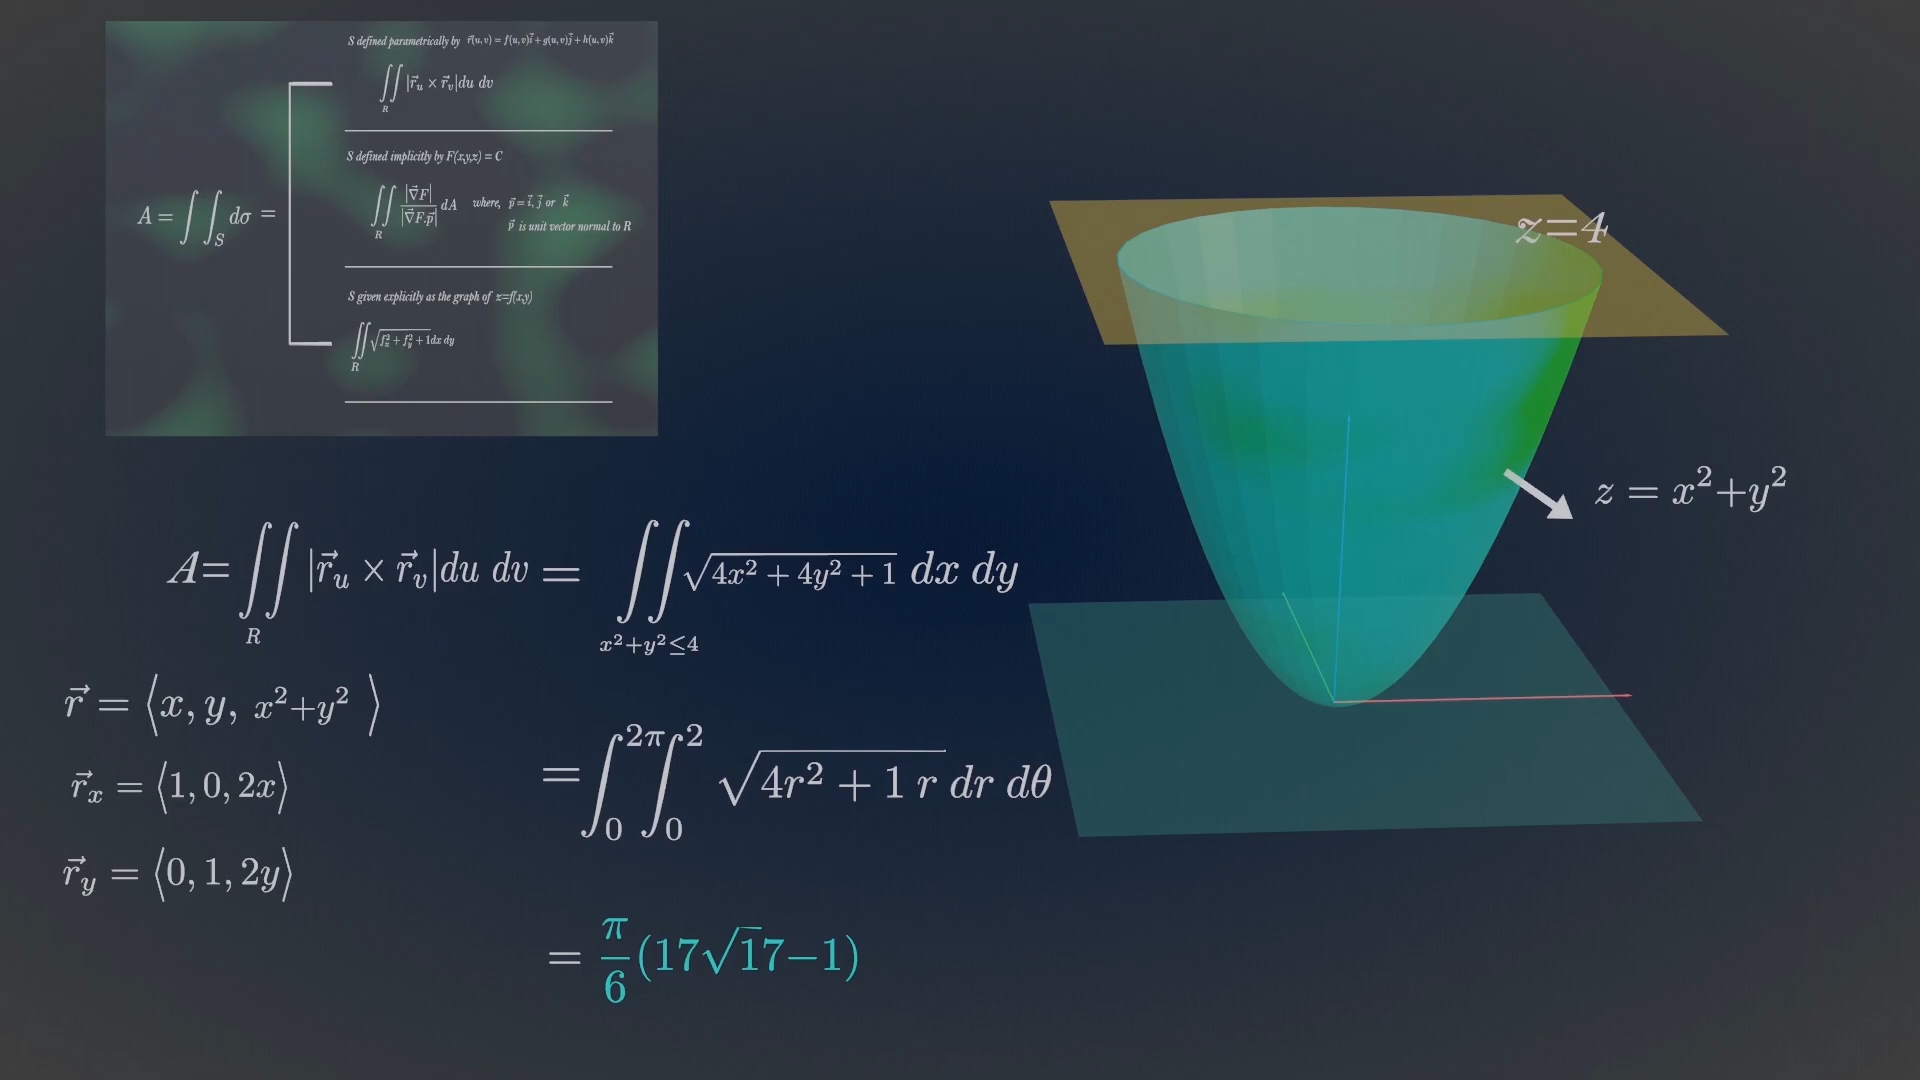 S defined parametrically by r⃗(u,v) = f(u,v)i⃗+g(u,v)j⃗+h(u,v)k⃗
∬_R |r⃗_u × r⃗_v|du dv
S defined implicitly by F(x,y,z) = C
A = ∫∫_S dσ =
∬_R |∇⃗F|/|∇⃗F.p⃗| dA where, p⃗ = i⃗, j⃗ or k⃗
p⃗ is unit vector normal to R
S given explicitly as the graph of z=f(x,y)
∬_R √(f_x² + f_y² + 1) dx dy
z=4
z = x²+y²
A= ∬_R |r⃗_u × r⃗_v|du dv = ∬_{x²+y²≤4} √(4x² + 4y² + 1) dx dy
r⃗ = ⟨x, y, x²+y² ⟩
r⃗_x = ⟨1, 0, 2x⟩
= ∫_0^{2π} ∫_0^2 √(4r² + 1) r dr dθ
r⃗_y = ⟨0, 1, 2y⟩
= π/6 (17√17−1)